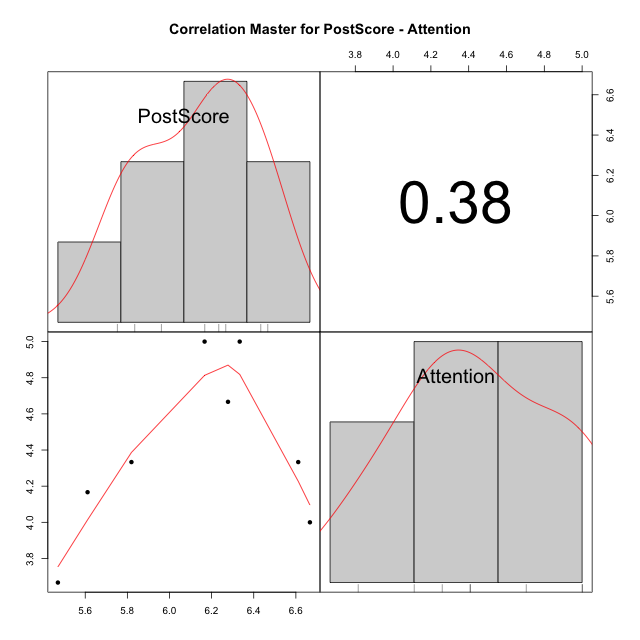 Correlation Master for PostScore - Attention
3.8 4.0 4.2 4.4 4.6 4.8 5.0
PostScore
0.38
5.6 5.8 6.0 6.2 6.4 6.6
3.8 4.0 4.2 4.4 4.6 4.8 5.0
Attention
5.6 5.8 6.0 6.2 6.4 6.6